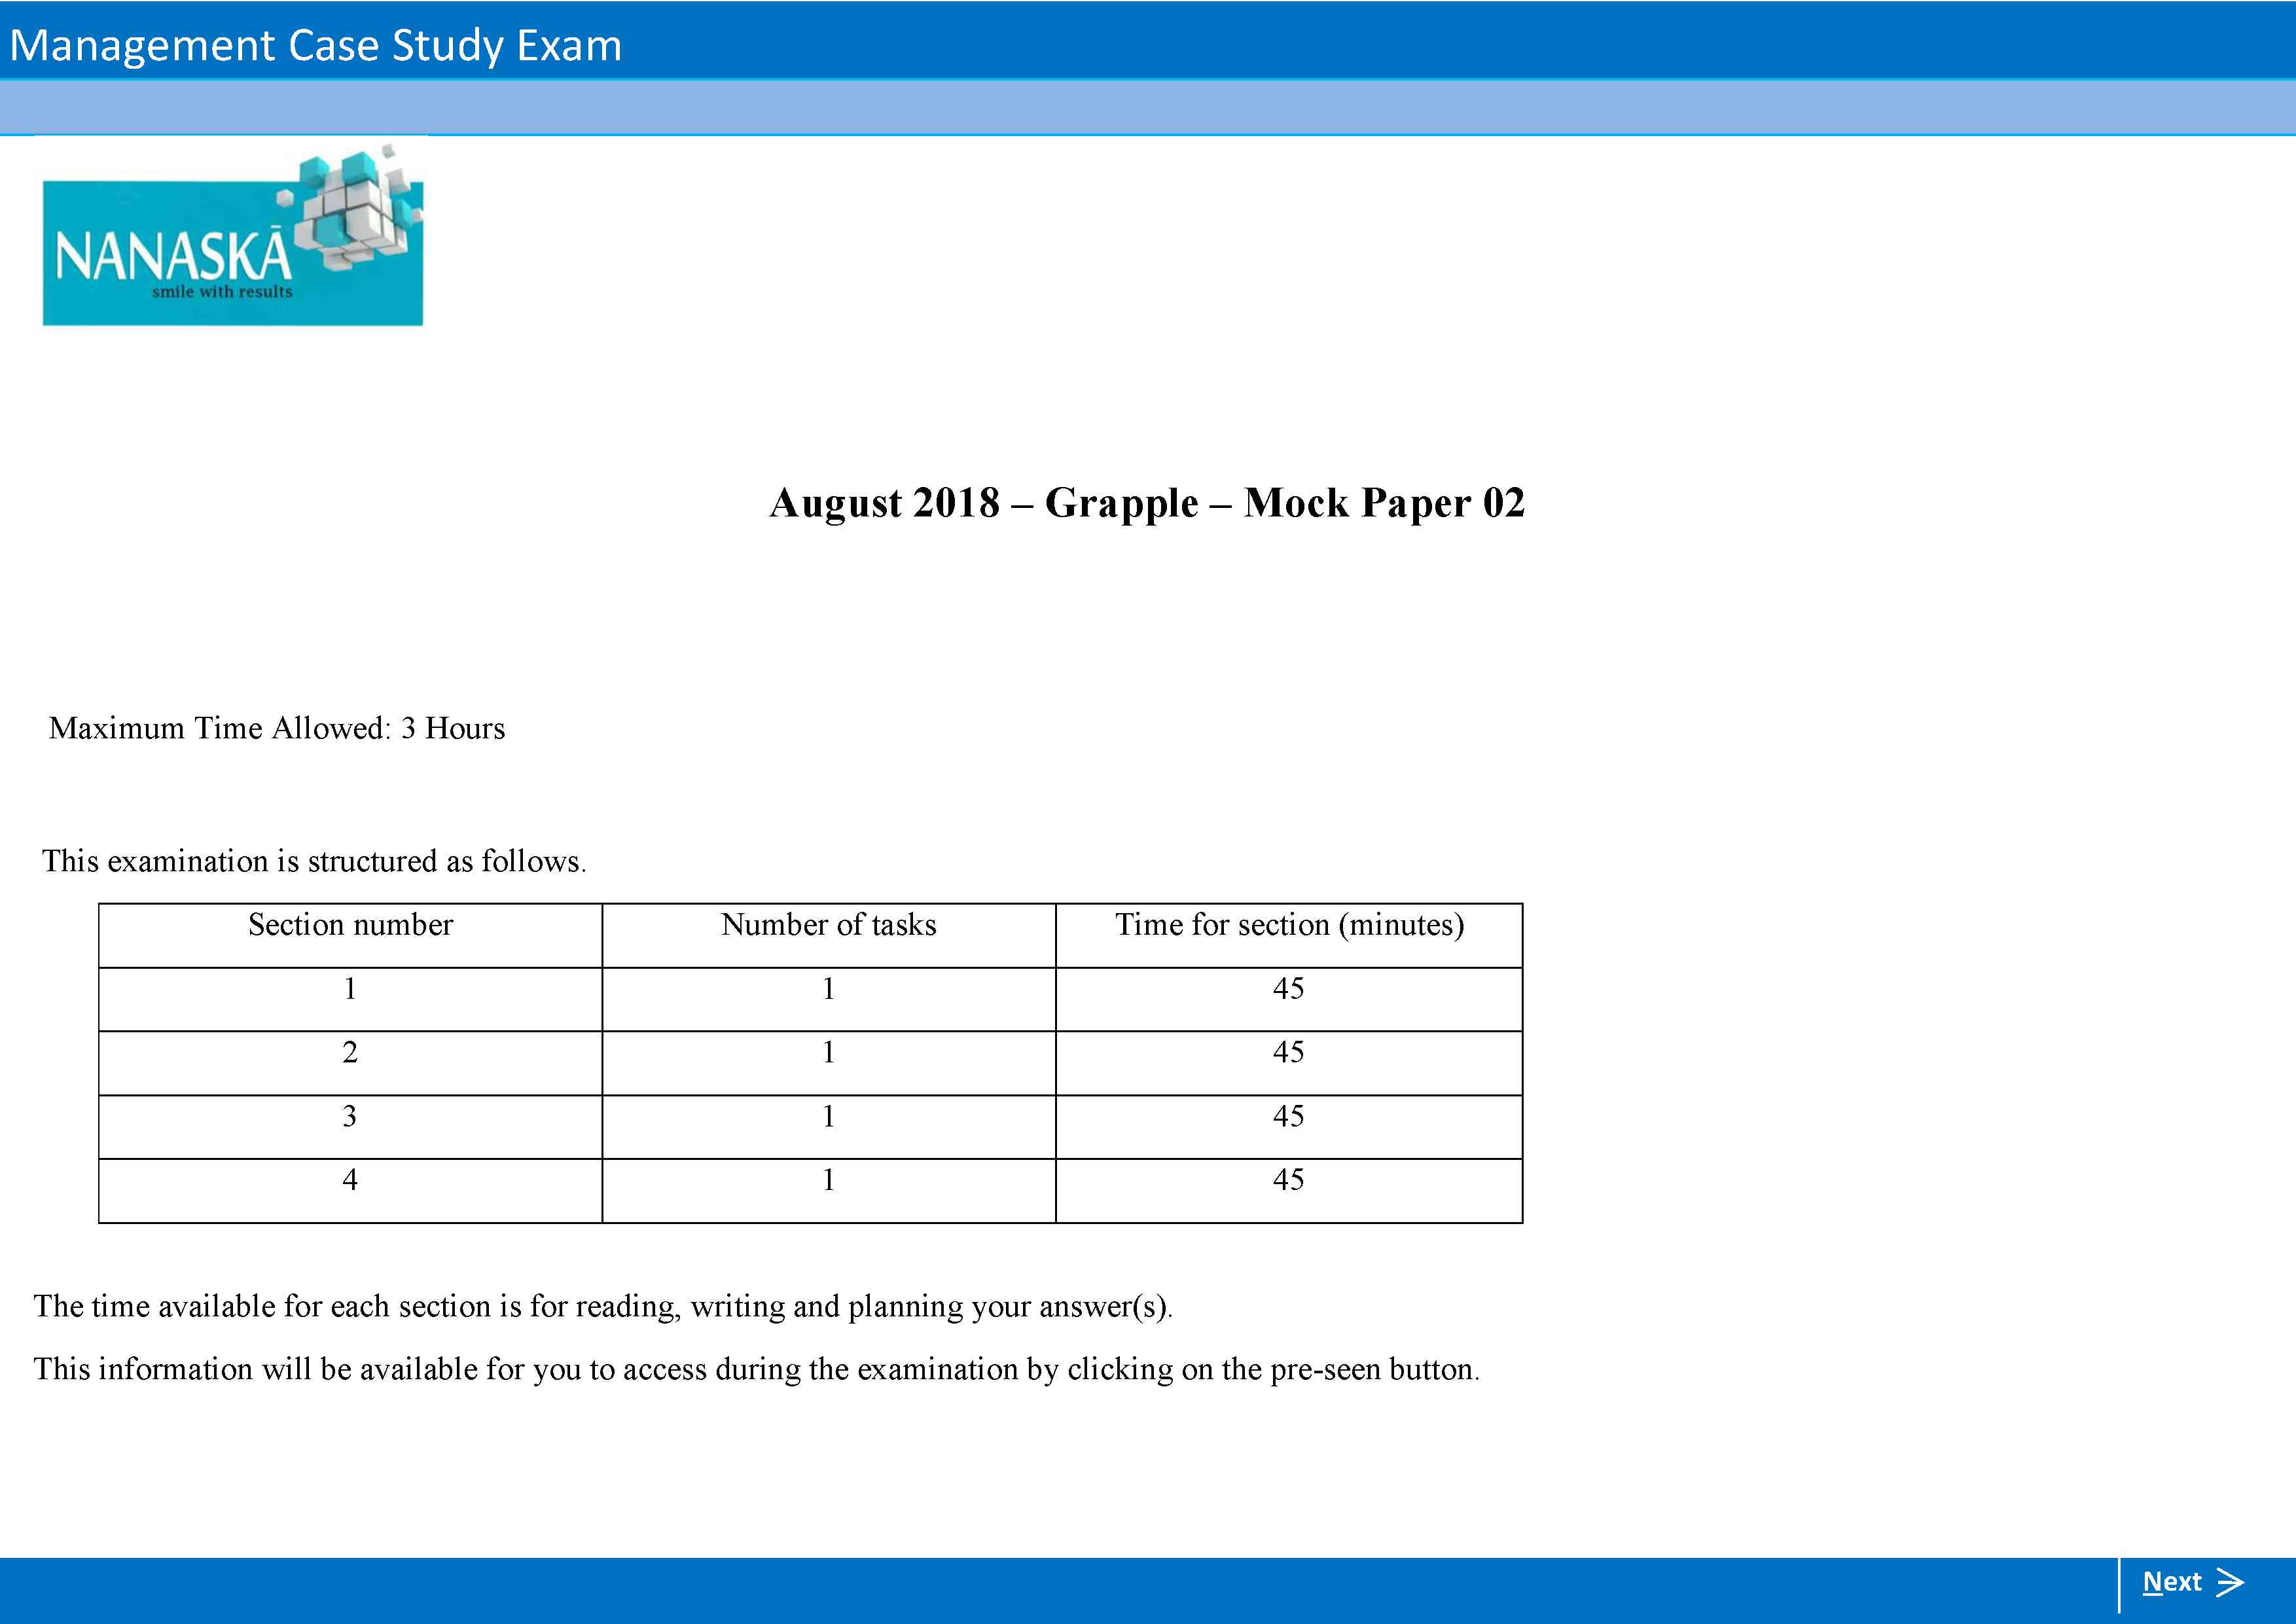 Management Case Study Exam
NANASKĀ
smile with results
August 2018 – Grapple – Mock Paper 02
Maximum Time Allowed: 3 Hours
This examination is structured as follows.
Section number Number of tasks Time for section (minutes)
1 1 45
2 1 45
3 1 45
4 1 45
The time available for each section is for reading, writing and planning your answer(s).
This information will be available for you to access during the examination by clicking on the pre-seen button.
Next